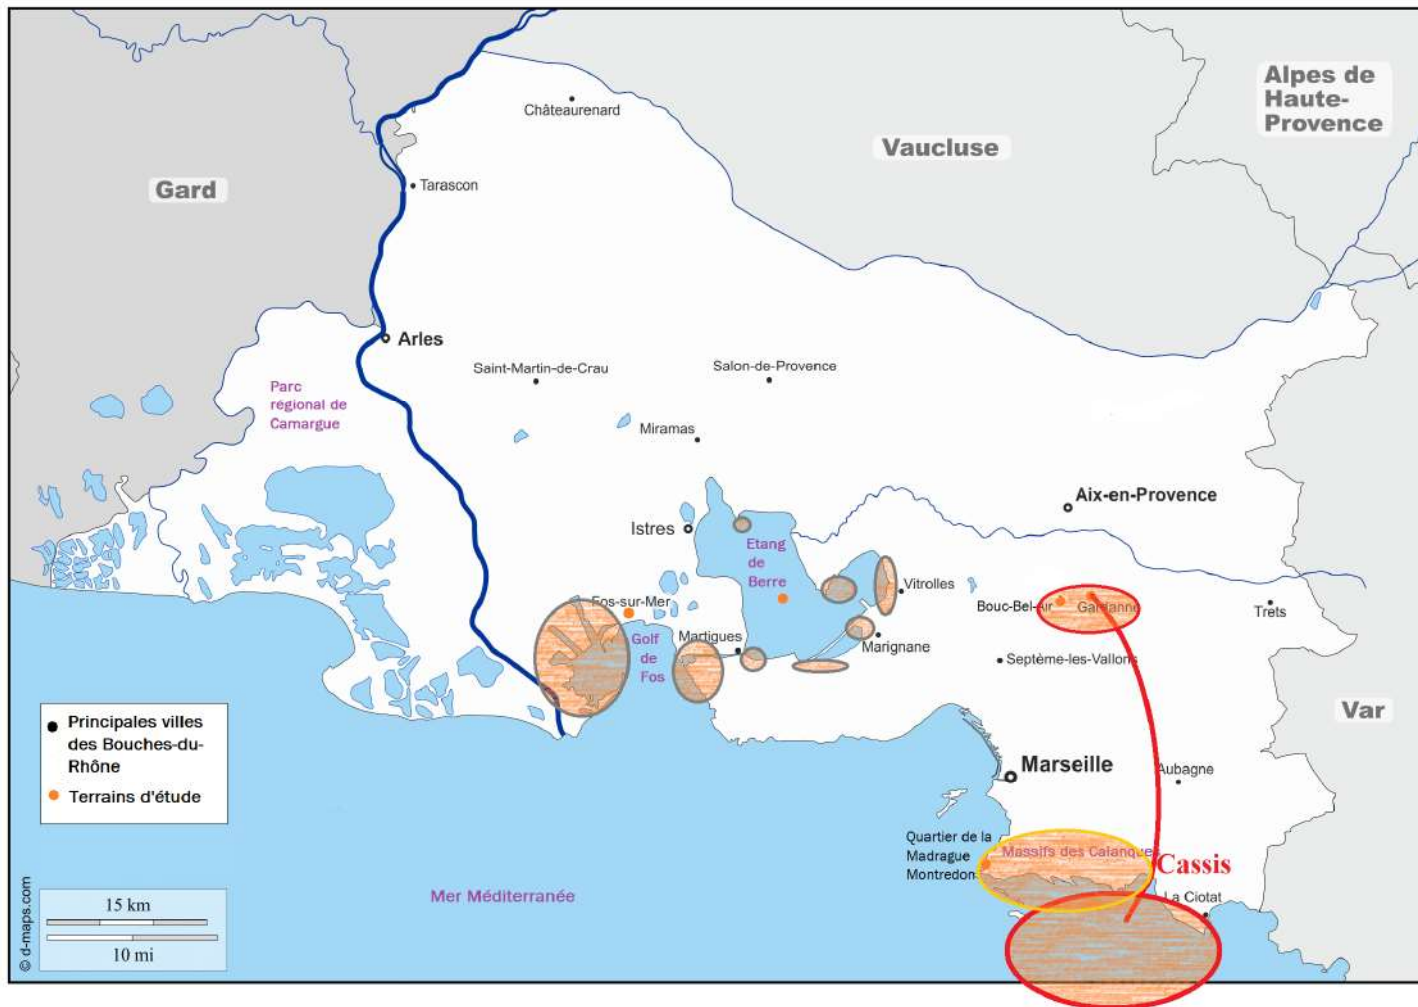 Alpes de
Haute-
Provence
Châteaurenard
Vaucluse
Gard
Tarascon
Arles
Saint-Martin-de-Crau
Salon-de-Provence
Parc
régional de
Camargue
Miramas
Aix-en-Provence
Istres
Etang
de
Berre
Vitrolles
Fos-sur-Mer
Bouc-Bel-Air
Gardanne
Trets
Golf
de
Fos
Martigues
Marignane
Septème-les-Vallons
Var
Principales villes
des Bouches-du-
Rhône
Terrains d'étude
Marseille
Aubagne
Quartier de la
Madrague
Montredon
Massifs des Calanques
Cassis
La Ciotat
Mer Méditerranée
15 km
10 mi
© d-maps.com